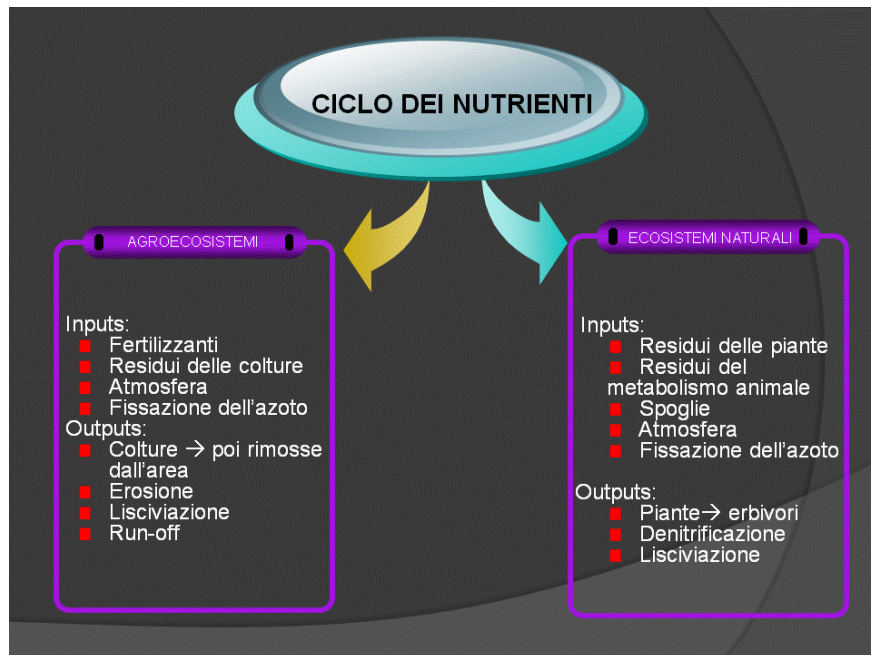 CICLO DEI NUTRIENTI
AGROECOSISTEMI
Inputs:
Fertilizzanti
Residui delle colture
Atmosfera
Fissazione dell'azoto
Outputs:
Colture → poi rimosse
dall'area
Erosione
Lisciviazione
Run-off
ECOSISTEMI NATURALI
Inputs:
Residui delle piante
Residui del
metabolismo animale
Spoglie
Atmosfera
Fissazione dell'azoto
Outputs:
Piante→ erbivori
Denitrificazione
Lisciviazione